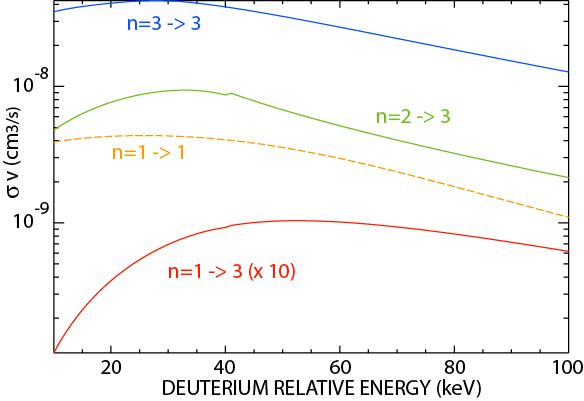 n=3 -> 3
10-8
n=2 -> 3
n=1 -> 1
σ v (cm3/s)
10-9
n=1 -> 3 (x 10)
20 40 60 80 100
DEUTERIUM RELATIVE ENERGY (keV)